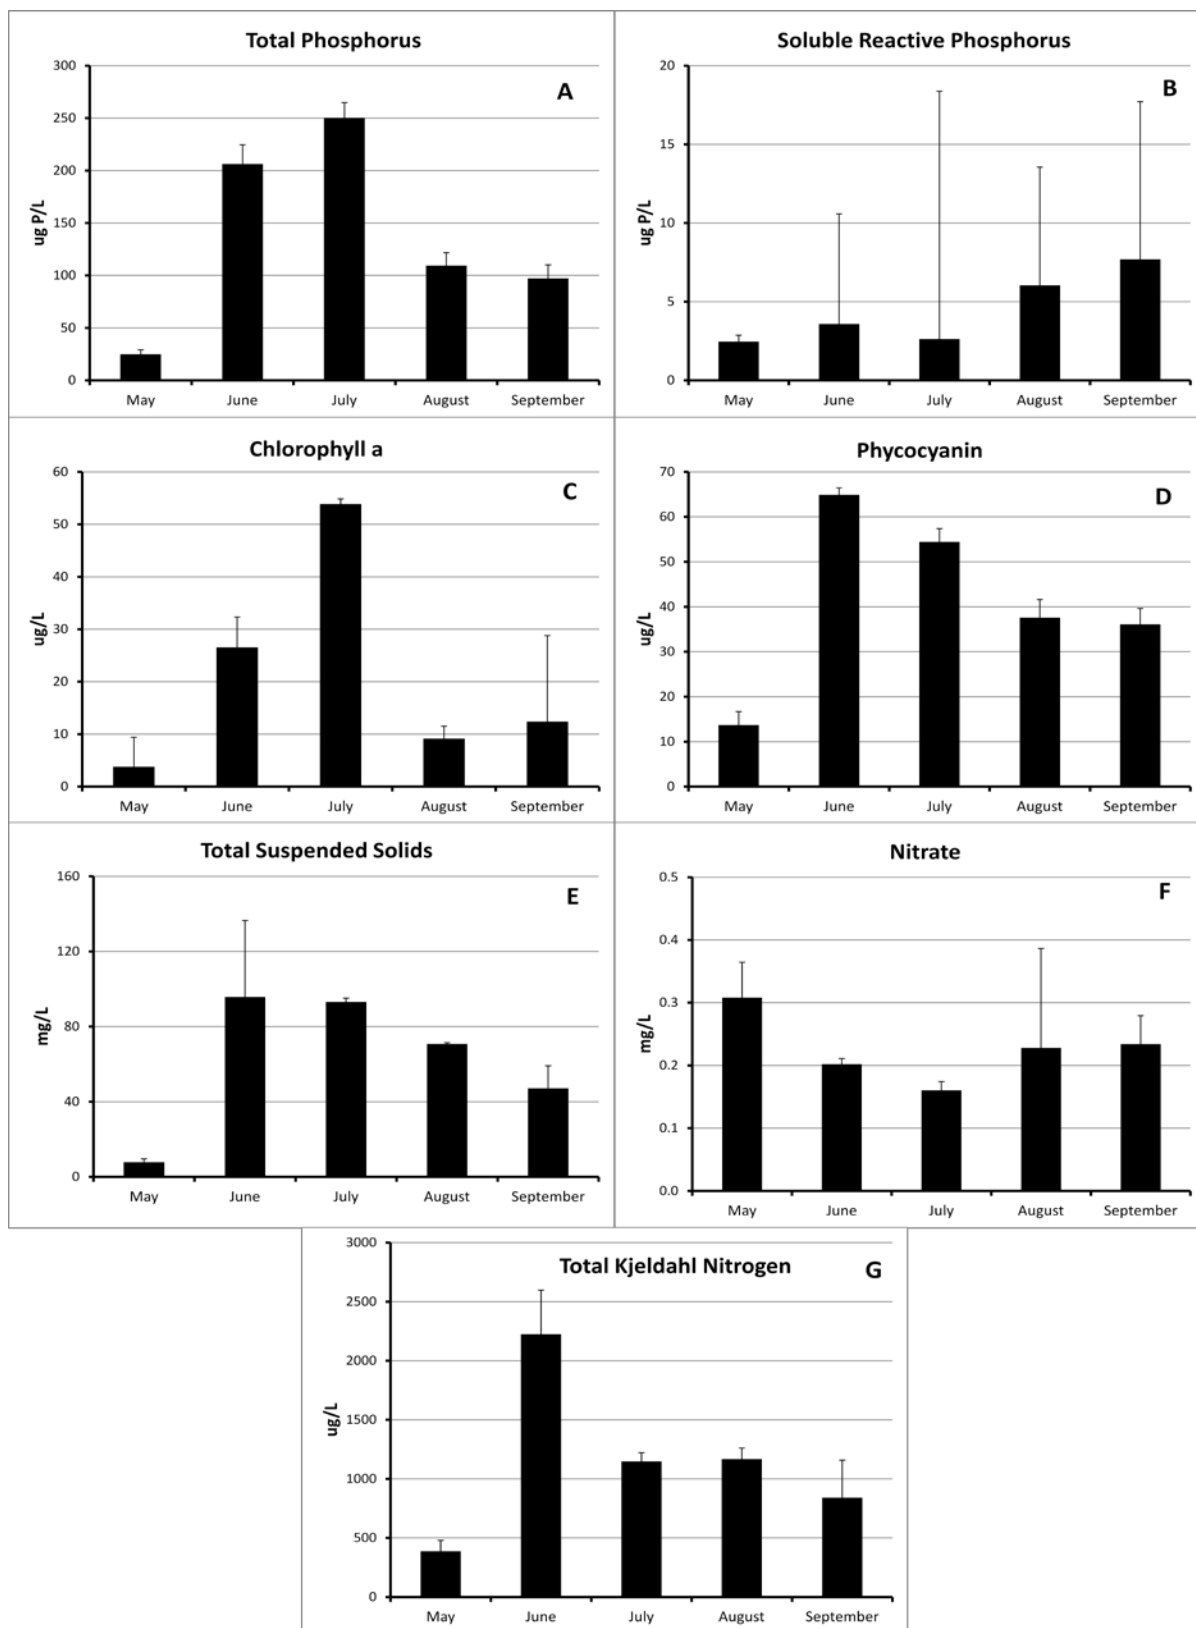 Total Phosphorus
A
300
250
200
150
100
50
0
ug P/L
May June July August September
Soluble Reactive Phosphorus
B
20
15
10
5
0
ug P/L
May June July August September
Chlorophyll a
C
60
50
40
30
20
10
0
ug/L
May June July August September
Phycocyanin
D
70
60
50
40
30
20
10
0
ug/L
May June July August September
Total Suspended Solids
E
160
120
80
40
0
mg/L
May June July August September
Nitrate
F
0.5
0.4
0.3
0.2
0.1
0.0
mg/L
May June July August September
Total Kjeldahl Nitrogen
G
3000
2500
2000
1500
1000
500
0
ug/L
May June July August September